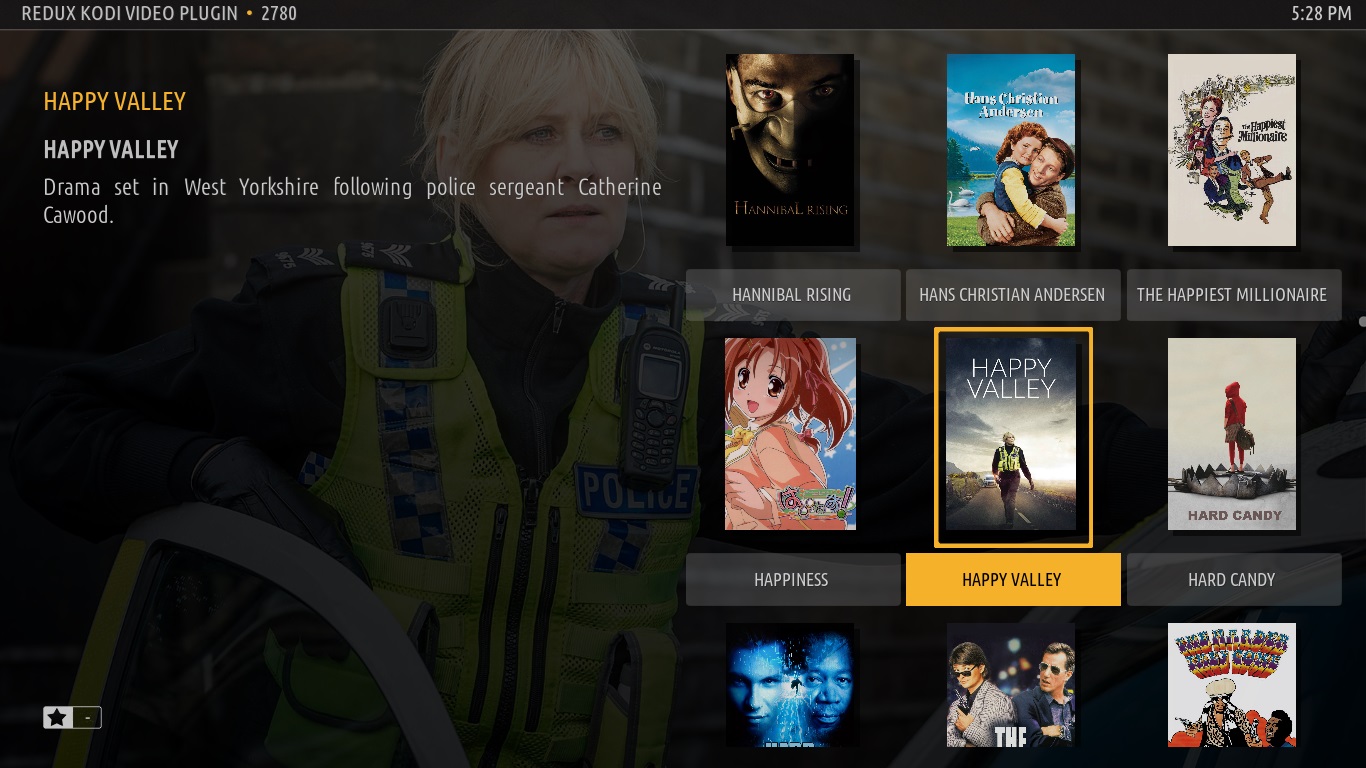 REDUX KODI VIDEO PLUGIN • 2780
5:28 PM
HAPPY VALLEY
HAPPY VALLEY
Drama set in West Yorkshire following police sergeant Catherine
Cawood.
POLICE
-
HANNIBAL RISING
Hans Christian
Andersen
The Happiest
Millionaire
HANNIBAL RISING
HANS CHRISTIAN ANDERSEN
THE HAPPIEST MILLIONAIRE
HAPPY
VALLEY
HARD CANDY
HAPPINESS
HAPPY VALLEY
HARD CANDY
HARD
THE